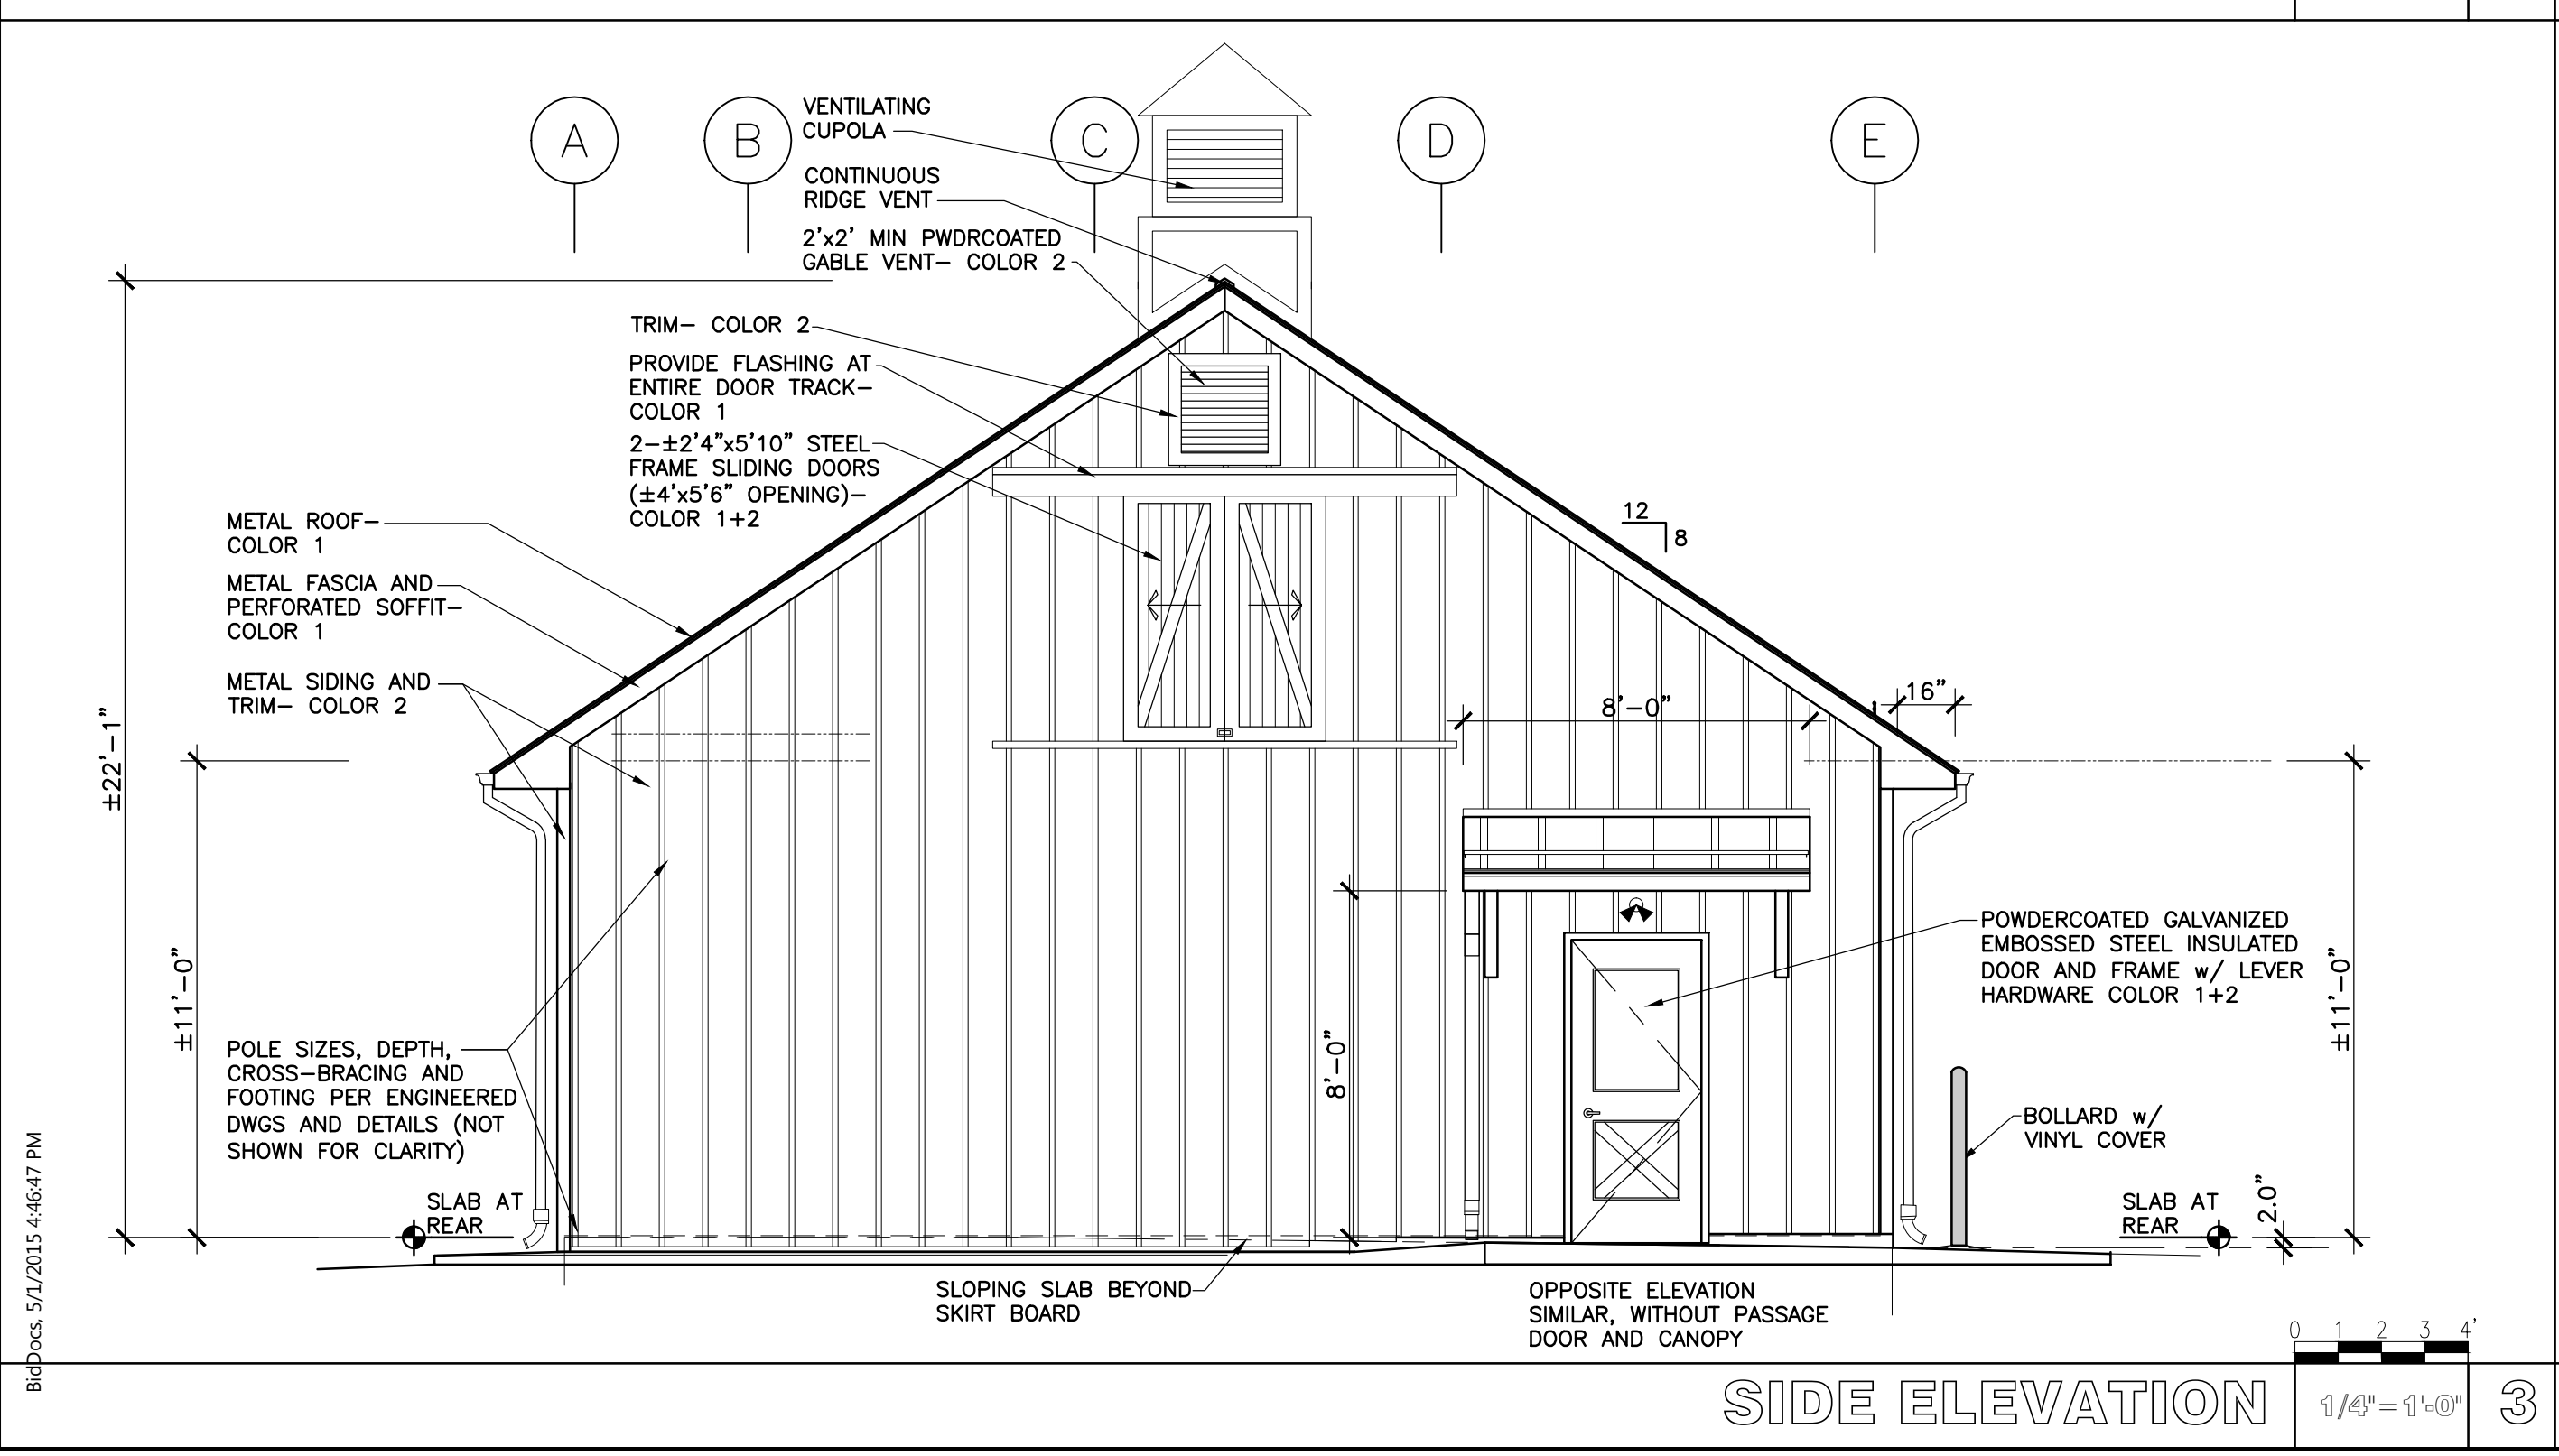 A
B
C
D
E
VENTILATING
CUPOLA
CONTINUOUS
RIDGE VENT
2'x2' MIN PWDRCOATED
GABLE VENT– COLOR 2
TRIM– COLOR 2
PROVIDE FLASHING AT
ENTIRE DOOR TRACK–
COLOR 1
2–±2'4"x5'10" STEEL
FRAME SLIDING DOORS
(±4'x5'6" OPENING)–
COLOR 1+2
METAL ROOF–
COLOR 1
METAL FASCIA AND
PERFORATED SOFFIT–
COLOR 1
METAL SIDING AND
TRIM– COLOR 2
12
8
16"
8'–0"
±22'–1"
±11'–0"
8'–0"
±11'–0"
POWDERCOATED GALVANIZED
EMBOSSED STEEL INSULATED
DOOR AND FRAME w/ LEVER
HARDWARE COLOR 1+2
POLE SIZES, DEPTH,
CROSS–BRACING AND
FOOTING PER ENGINEERED
DWGS AND DETAILS (NOT
SHOWN FOR CLARITY)
BOLLARD w/
VINYL COVER
SLAB AT
REAR
SLAB AT
REAR
2.0"
SLOPING SLAB BEYOND
SKIRT BOARD
OPPOSITE ELEVATION
SIMILAR, WITHOUT PASSAGE
DOOR AND CANOPY
BidDocs, 5/1/2015 4:46:47 PM
0 1 2 3 4'
SIDE ELEVATION
1/4"=1'-0"
3